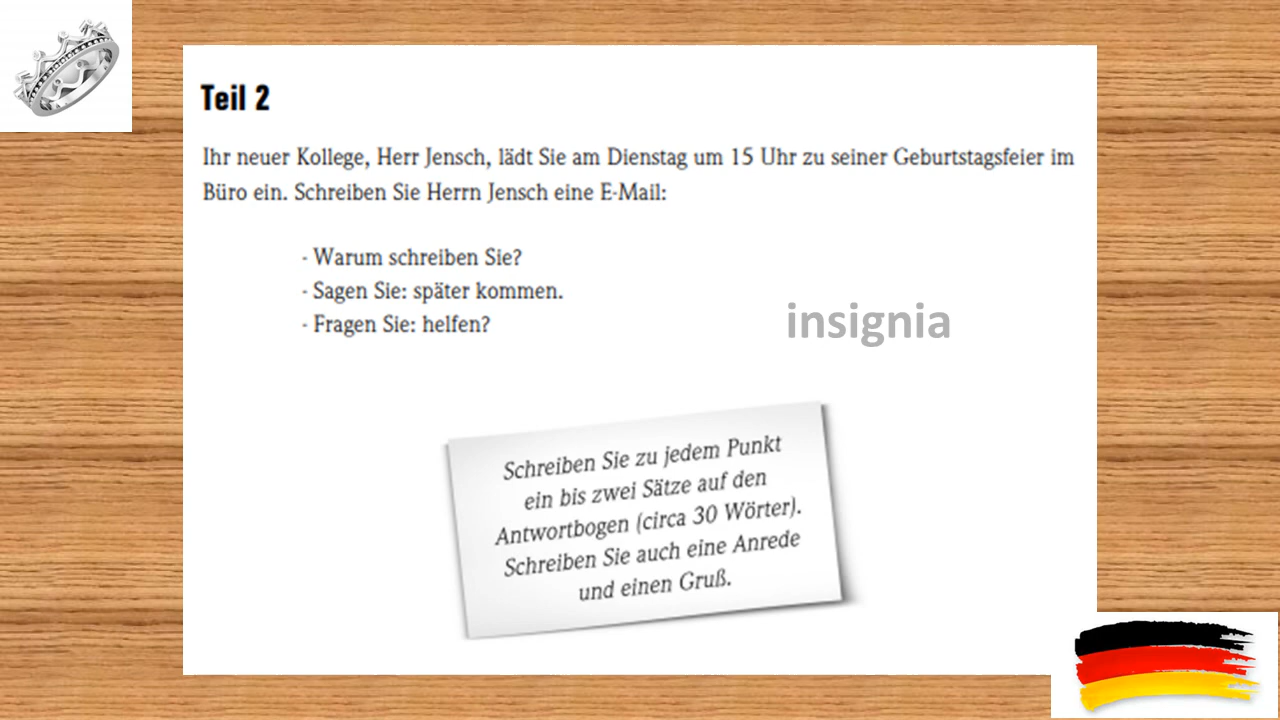 Teil 2
Ihr neuer Kollege, Herr Jensch, lädt Sie am Dienstag um 15 Uhr zu seiner Geburtstagsfeier im
Büro ein. Schreiben Sie Herrn Jensch eine E-Mail:
- Warum schreiben Sie?
- Sagen Sie: später kommen.
- Fragen Sie: helfen?
insignia
Schreiben Sie zu jedem Punkt
ein bis zwei Sätze auf den
Antwortbogen (circa 30 Wörter).
Schreiben Sie auch eine Anrede
und einen Gruß.